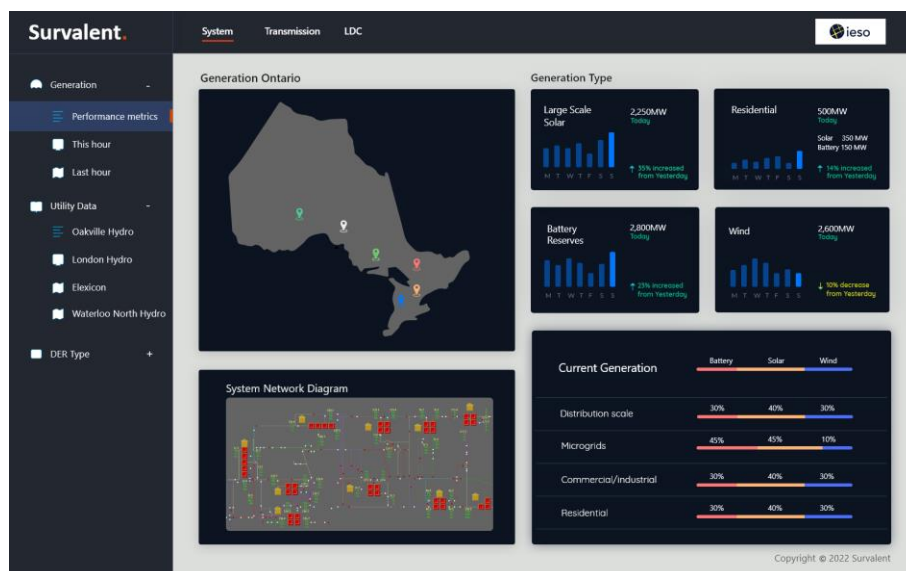 Survalent.
System Transmission LDC
ieso
Generation -
Performance metrics
This hour
Last hour
Utility Data -
Oakville Hydro
London Hydro
Elexicon
Waterloo North Hydro
DER Type +
Generation Ontario
System Network Diagram
Generation Type
Large Scale
Solar
2,250MW
Today
M T W T F S S
↑ 35% increased
from Yesterday
Residential
500MW
Today
Solar 350 MW
Battery 150 MW
M T W T F S S
↑ 14% increased
from Yesterday
Battery
Reserves
2,800MW
Today
M T W T F S S
↑ 23% increased
from Yesterday
Wind
2,600MW
Today
M T W T F S S
↓ 10% decrease
from Yesterday
Current Generation Battery Solar Wind
Distribution scale 30% 40% 30%
Microgrids 45% 45% 10%
Commercial/industrial 30% 40% 30%
Residential 30% 40% 30%
Copyright © 2022 Survalent